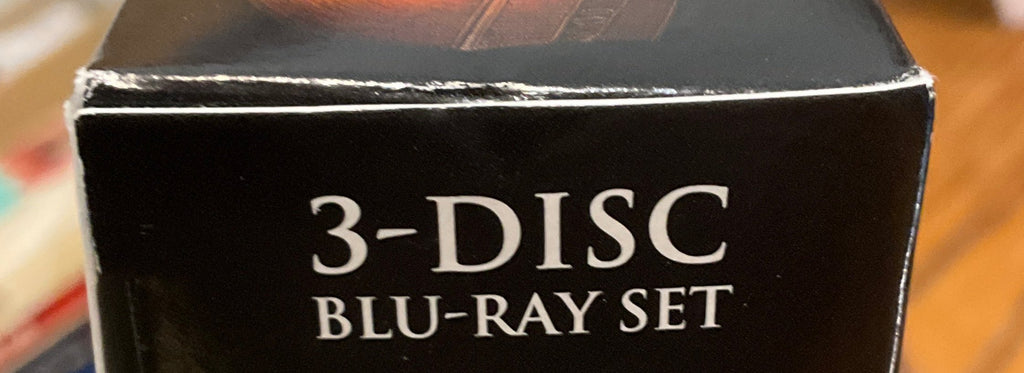 3-DISC
BLU-RAY SET